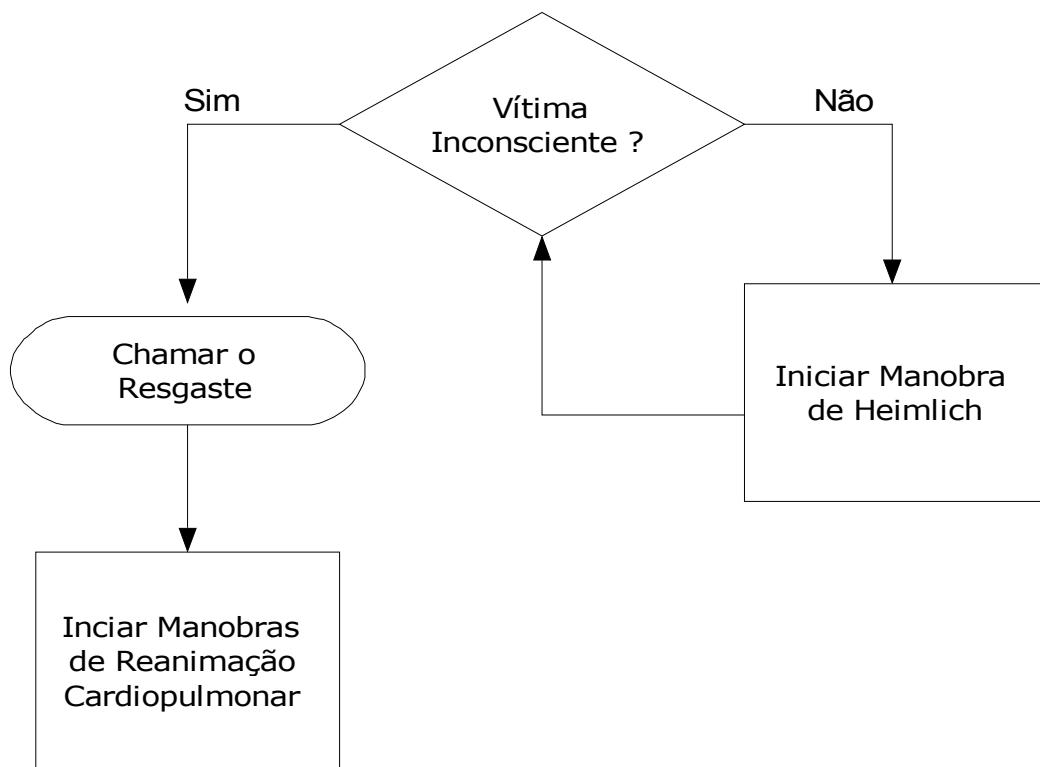 Sim
Vítima
Inconsciente ?
Não
Chamar o
Resgaste
Iniciar Manobra
de Heimlich
Inciar Manobras
de Reanimação
Cardiopulmonar